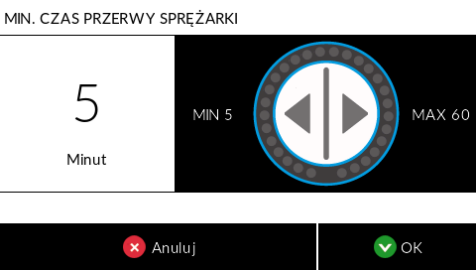 MIN. CZAS PRZERWY SPRĘŻARKI
5
Minut
MIN 5
MAX 60
Anuluj
OK